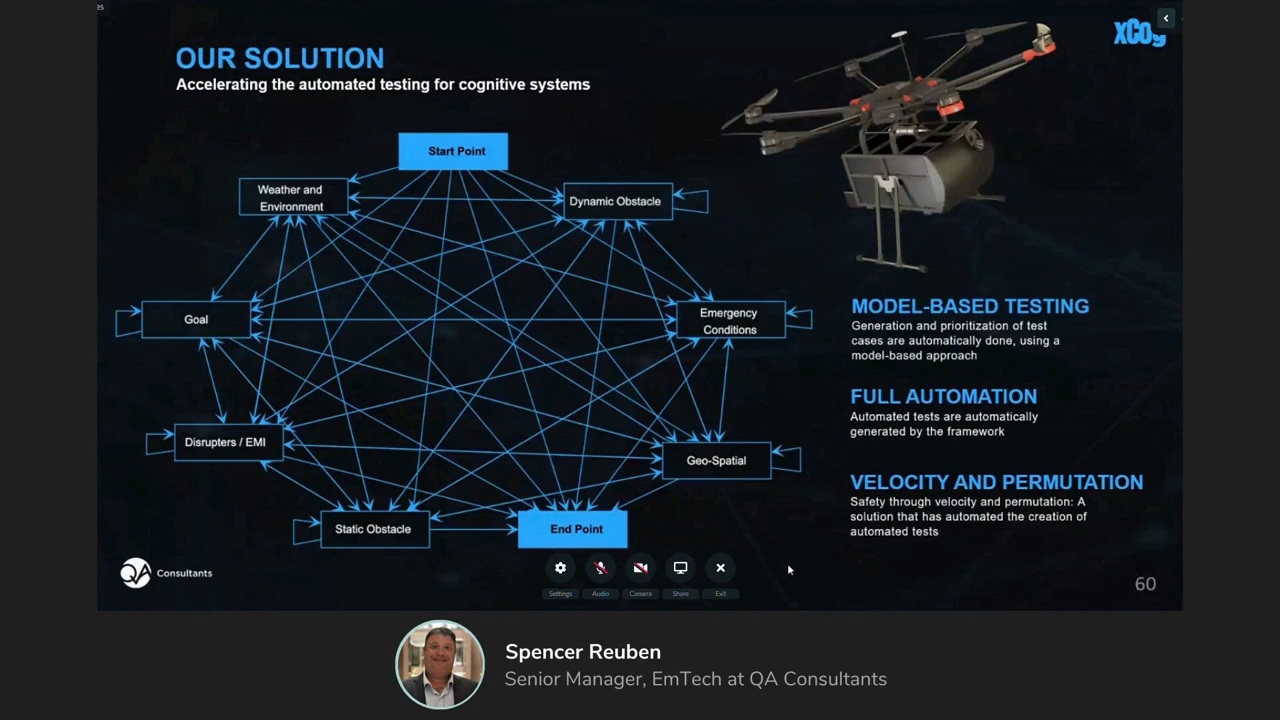 es
xCog
OUR SOLUTION
Accelerating the automated testing for cognitive systems
Start Point
Weather and
Environment
Dynamic Obstacle
Goal
Emergency
Conditions
Disrupters / EMI
Geo-Spatial
Static Obstacle
End Point
MODEL-BASED TESTING
Generation and prioritization of test
cases are automatically done, using a
model-based approach
FULL AUTOMATION
Automated tests are automatically
generated by the framework
VELOCITY AND PERMUTATION
Safety through velocity and permutation: A
solution that has automated the creation of
automated tests
QA Consultants
60
Settings
Audio
Camera
Share
Exit
Spencer Reuben
Senior Manager, EmTech at QA Consultants